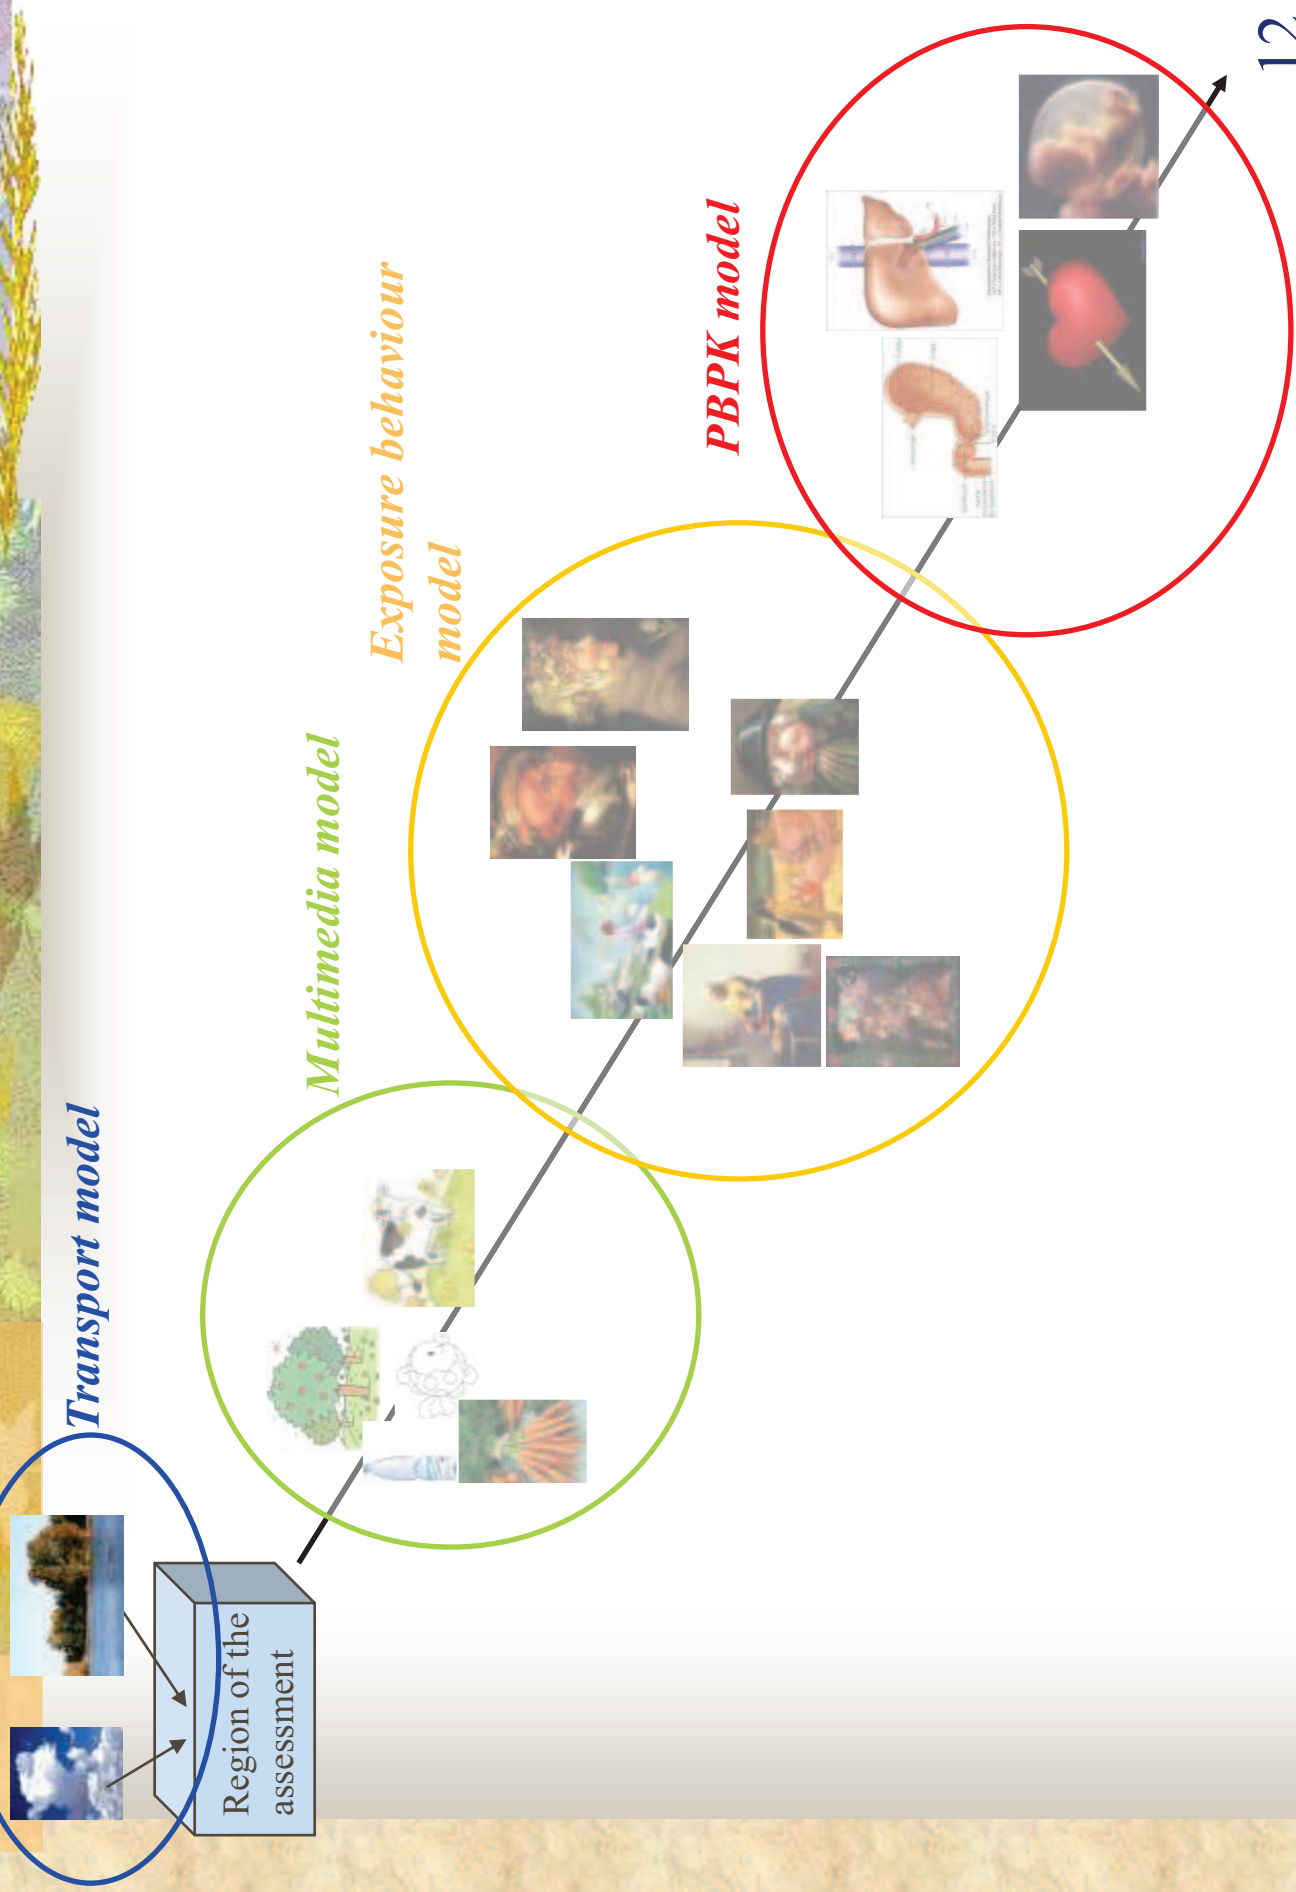 Transport model
Multimedia model
Exposure behaviour
model
PBPK model
Region of the
assessment
12